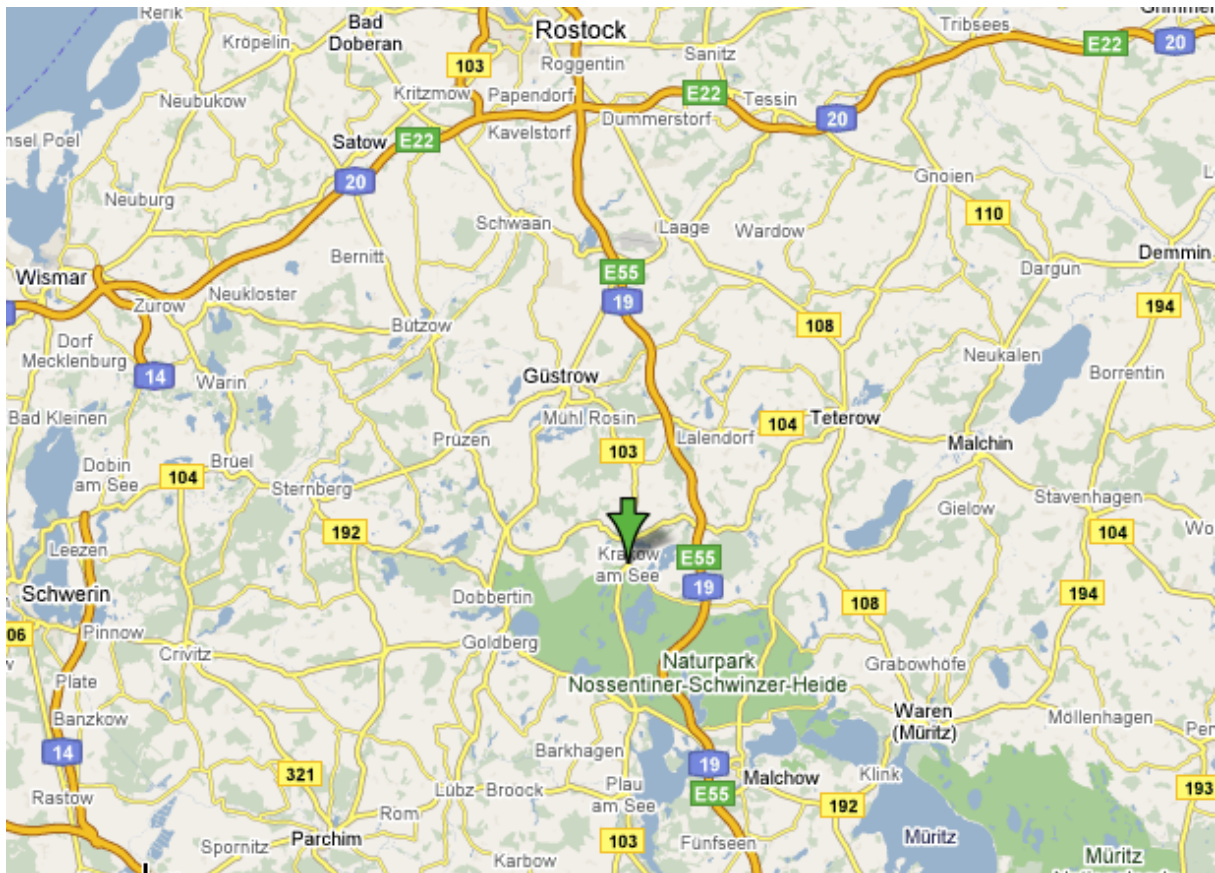 Rerik
Kröpelin
Bad
Doberan
103
Rostock
Roggentin
Sanitz
Tribsees
E22
20
Neubukow
Kritzmow
Papendorf
E22
Tessin
20
nsel Poel
Satow
E22
Kavelstorf
Dummerstorf
20
Gnoien
Neuburg
Schwaan
Laage
Wardow
110
Bernitt
Demmin
Wismar
E55
Dargun
Zurow
Neukloster
19
194
Bützow
108
Dorf
Mecklenburg
14
Warin
Neukalen
Borrentin
Güstrow
Bad Kleinen
Mühl Rosin
104
Teterow
Prüzen
103
Lalendorf
Malchin
Dobin
am See
104
Brüel
Sternberg
Stavenhagen
192
Gielow
104
Wo
Leezen
Krakow
am See
E55
19
Schwerin
Dobbertin
108
194
06
Pinnow
Crivitz
Goldberg
Plate
Naturpark
Nossentiner-Schwinzer-Heide
Grabowhöfe
Banzkow
Waren
(Müritz)
Möllenhagen
Pen
14
Barkhagen
19
321
Malchow
Klink
Rastow
Lübz
Broock
Plau
am See
E55
192
193
Rom
Parchim
Spornitz
103
Fünfseen
Müritz
Karbow
Müritz